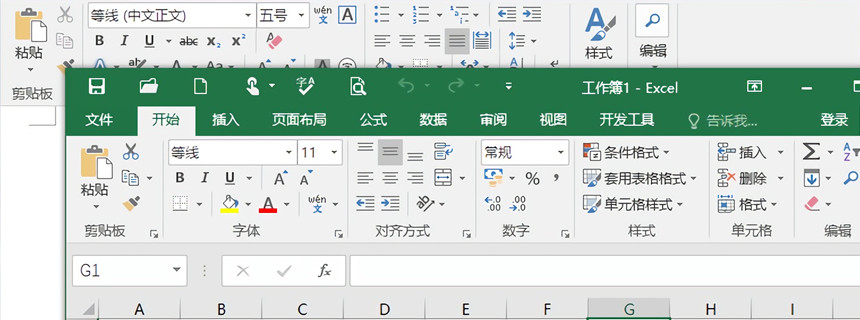 等线 (中文正文) 五号 wén A
粘贴 B I U abc X₂ X² 样式 编辑
剪贴板
工作簿1 - Excel
文件 开始 插入 页面布局 公式 数据 审阅 视图 开发工具 告诉我... 登录
等线 11 常规 条件格式 插入 Σ
粘贴 B I U A A % , 套用表格格式 删除
A wén 文 单元格样式 格式
剪贴板 字体 对齐方式 数字 样式 单元格 编辑
G1 fx
A B C D E F G H I